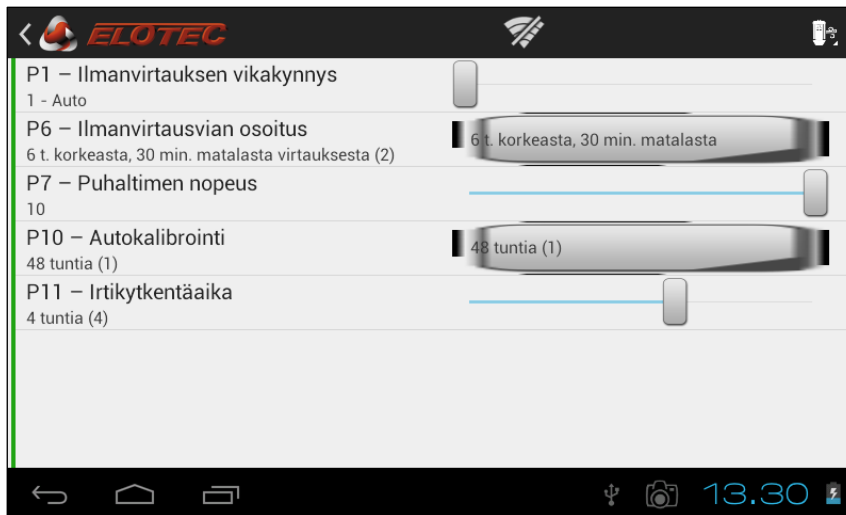 ELOTEC
P1 – Ilmanvirtauksen vikakynnys
1 - Auto
P6 – Ilmanvirtausvian osoitus
6 t. korkeasta, 30 min. matalasta virtauksesta (2)
6 t. korkeasta, 30 min. matalasta
P7 – Puhaltimen nopeus
10
P10 – Autokalibrointi
48 tuntia (1)
48 tuntia (1)
P11 – Irtikytkentäaika
4 tuntia (4)
13.30